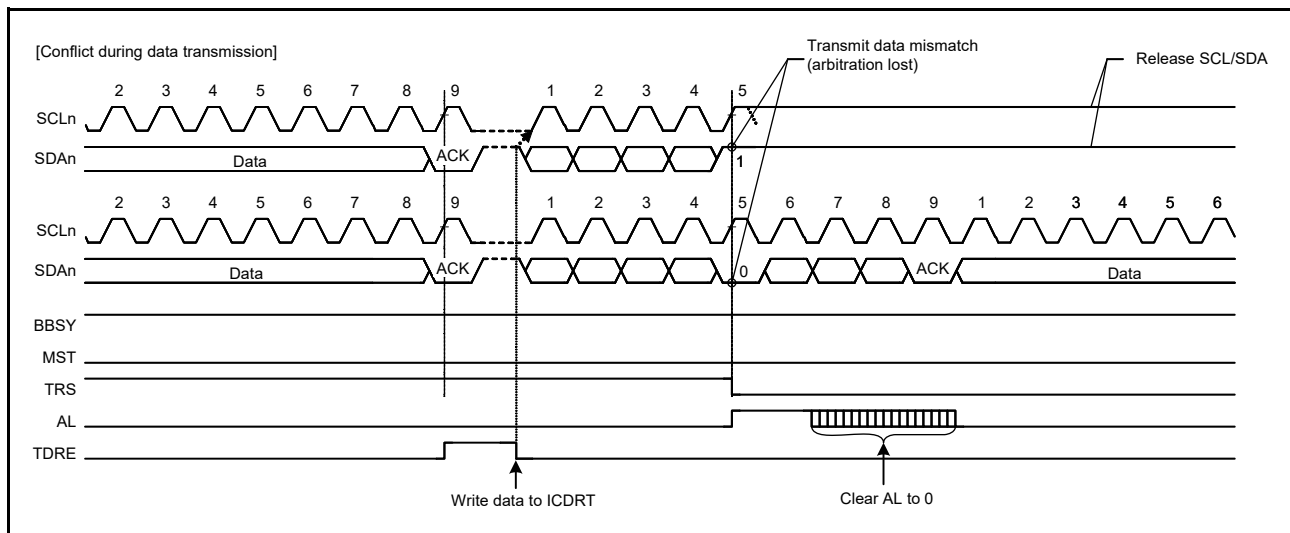 [Conflict during data transmission]
Transmit data mismatch
(arbitration lost)
Release SCL/SDA
2 3 4 5 6 7 8 9 1 2 3 4 5
SCLn
SDAn
Data ACK 1
2 3 4 5 6 7 8 9 1 2 3 4 5 6 7 8 9 1 2 3 4 5 6
SCLn
SDAn
Data ACK 0 ACK Data
BBSY
MST
TRS
AL
TDRE
Write data to ICDRT
Clear AL to 0